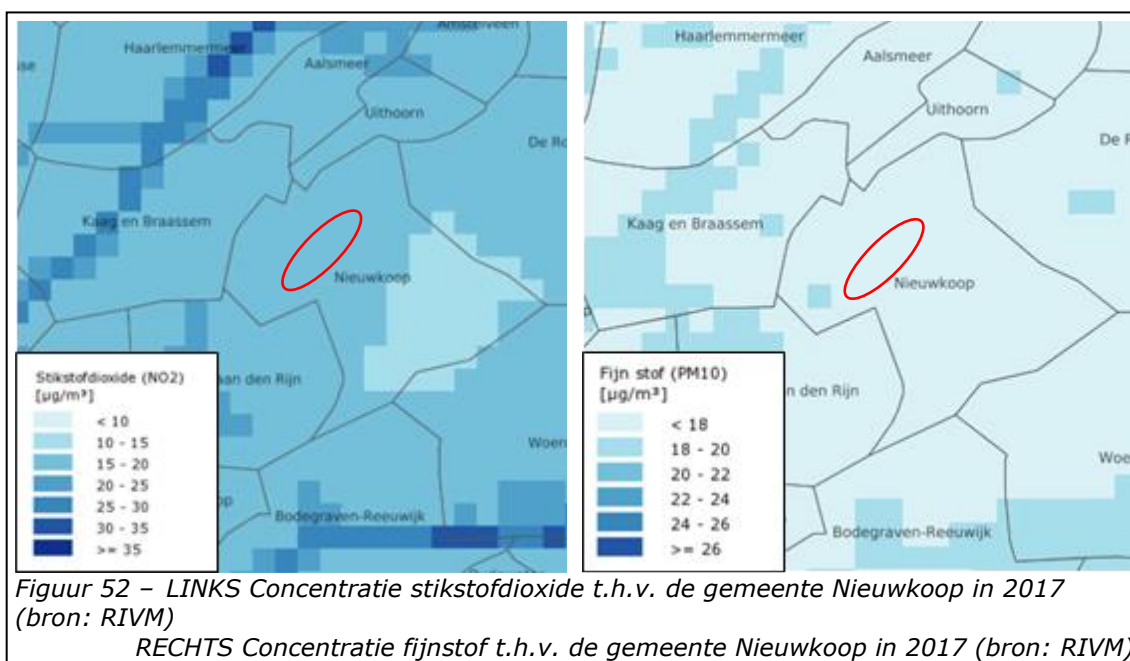 Haarlemmermeer
Amstelveen
Aalsmeer
Uithoorn
De Ro
Kaag en Braassem
Nieuwkoop
aan den Rijn
Woer
Bodegraven-Reeuwijk
Stikstofdioxide (NO2)
[µg/m³]
< 10
10 - 15
15 - 20
20 - 25
25 - 30
30 - 35
>= 35
Haarlemmermeer
Aalsmeer
Uithoorn
De R
Kaag en Braassem
Nieuwkoop
n den Rijn
Woe
Bodegraven-Reeuwijk
Fijn stof (PM10)
[µg/m³]
< 18
18 - 20
20 - 22
22 - 24
24 - 26
>= 26
Figuur 52 – LINKS Concentratie stikstofdioxide t.h.v. de gemeente Nieuwkoop in 2017
(bron: RIVM)
RECHTS Concentratie fijnstof t.h.v. de gemeente Nieuwkoop in 2017 (bron: RIVM)